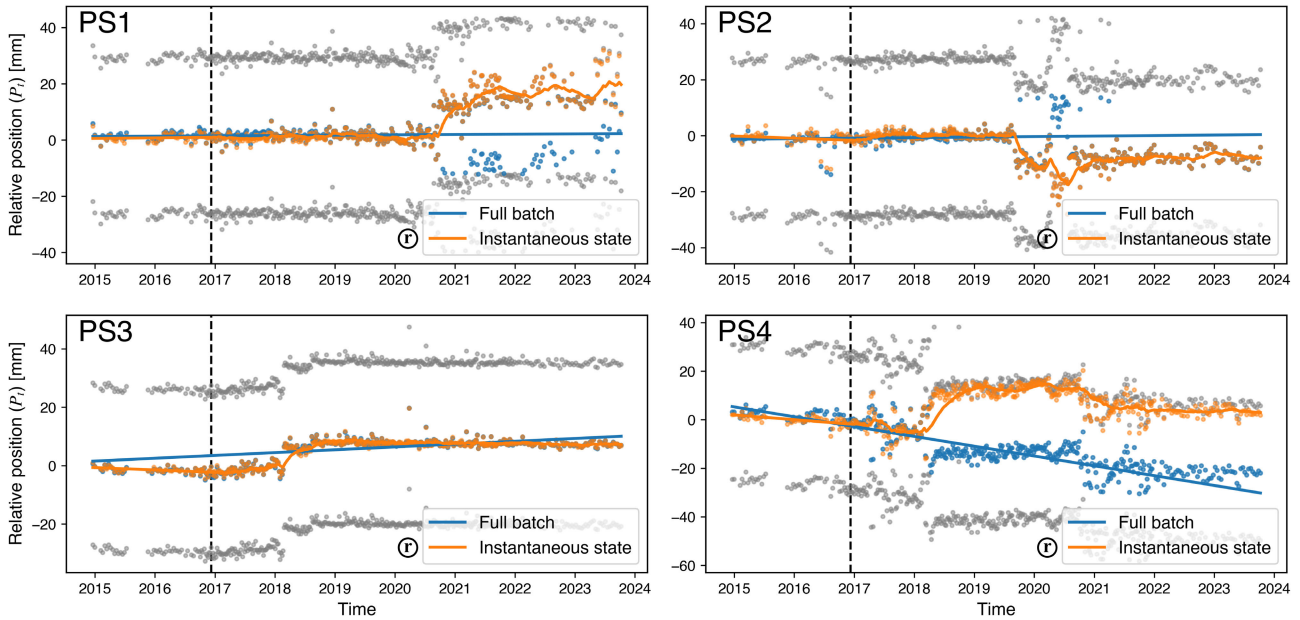 PS1
Relative position (P_t) [mm]
40
20
0
−20
−40
Full batch
ⓡ Instantaneous state
2015 2016 2017 2018 2019 2020 2021 2022 2023 2024
PS2
40
20
0
−20
−40
Full batch
ⓡ Instantaneous state
2015 2016 2017 2018 2019 2020 2021 2022 2023 2024
PS3
Relative position (P_t) [mm]
40
20
0
−20
Full batch
ⓡ Instantaneous state
2015 2016 2017 2018 2019 2020 2021 2022 2023 2024
Time
PS4
40
20
0
−20
−40
−60
Full batch
ⓡ Instantaneous state
2015 2016 2017 2018 2019 2020 2021 2022 2023 2024
Time